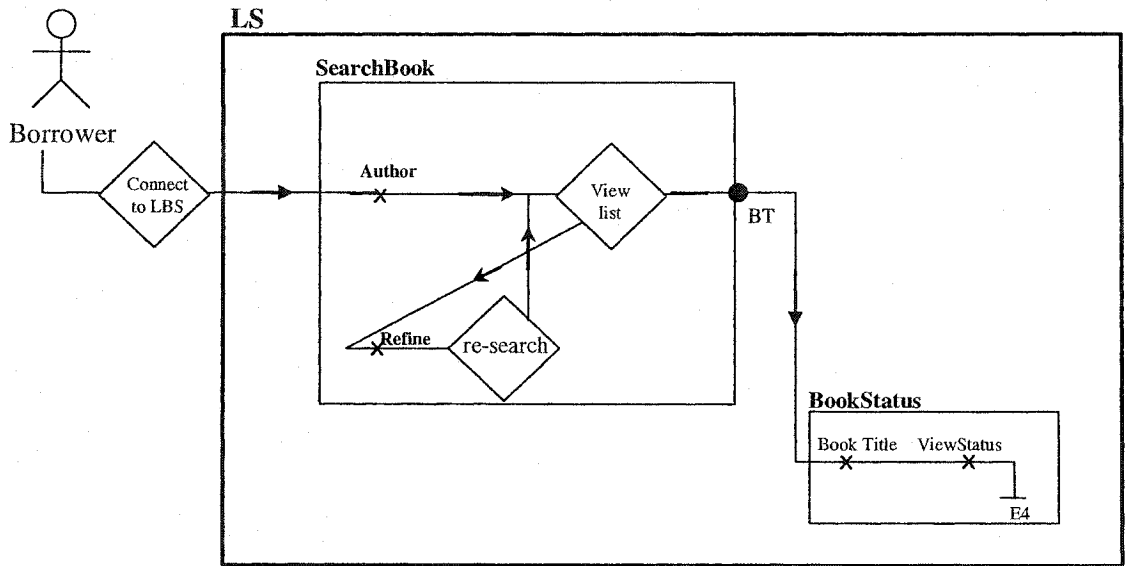 LS
SearchBook
Borrower
Connect
to LBS
Author
View
list
BT
Refine
re-search
BookStatus
Book Title
ViewStatus
E4